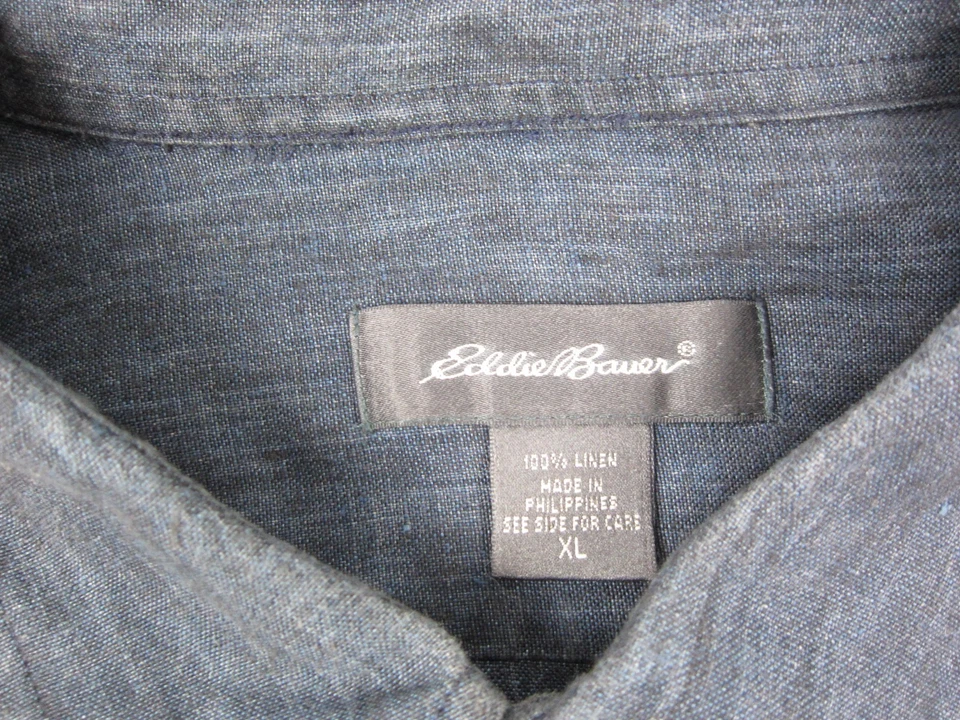 Eddie Bauer®
100% LINEN
MADE IN
PHILIPPINES
SEE SIDE FOR CARE
XL